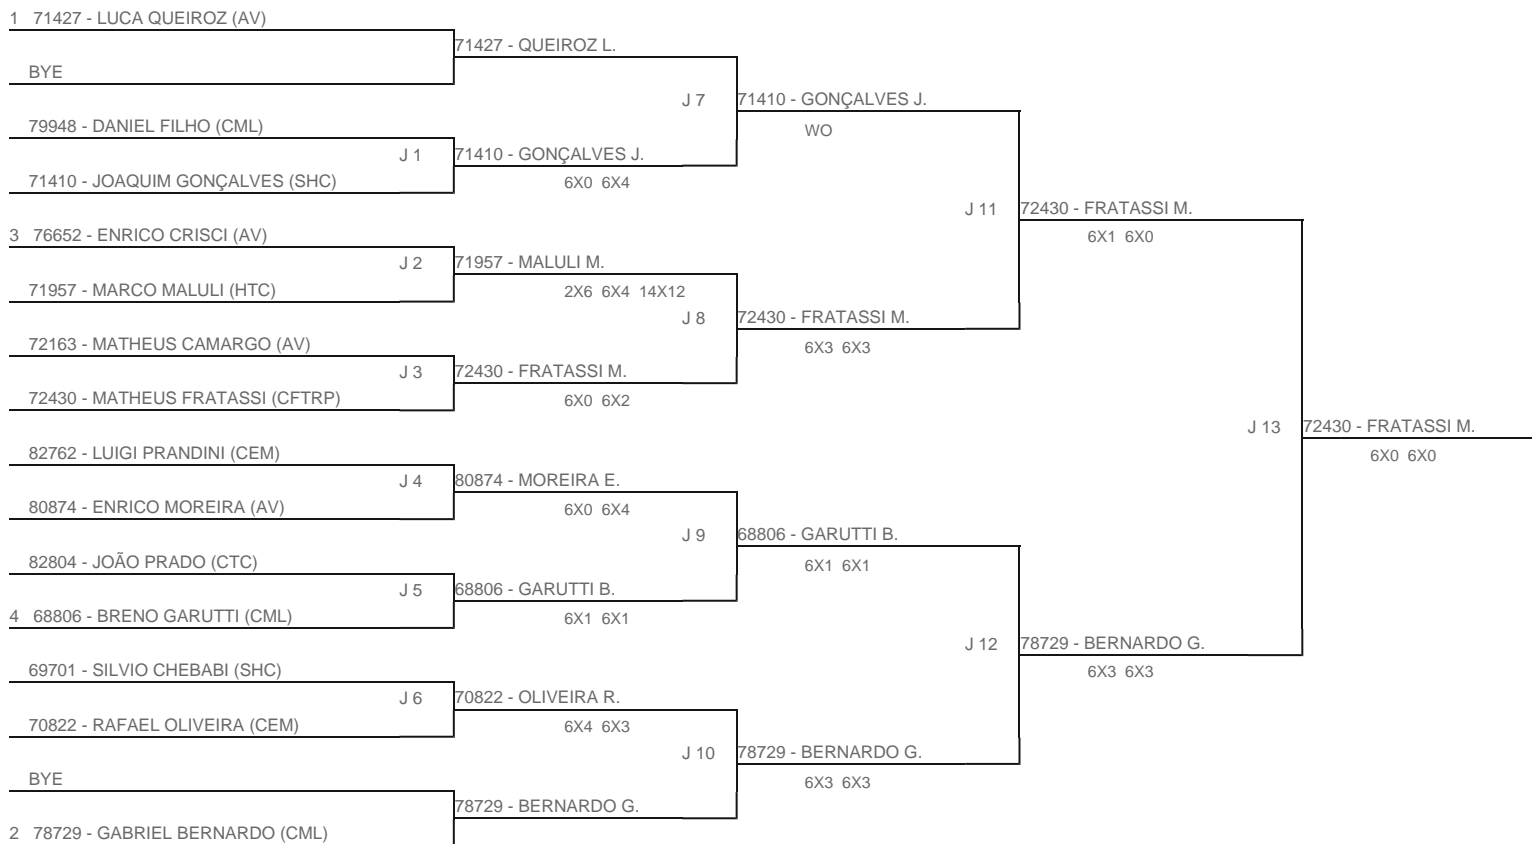 1 71427 - LUCA QUEIROZ (AV)
71427 - QUEIROZ L.
BYE
J 7
71410 - GONÇALVES J.
79948 - DANIEL FILHO (CML)
WO
J 1
71410 - GONÇALVES J.
71410 - JOAQUIM GONÇALVES (SHC)
6X0 6X4
J 11
72430 - FRATASSI M.
3 76652 - ENRICO CRISCI (AV)
6X1 6X0
J 2
71957 - MALULI M.
71957 - MARCO MALULI (HTC)
2X6 6X4 14X12
J 8
72430 - FRATASSI M.
72163 - MATHEUS CAMARGO (AV)
6X3 6X3
J 3
72430 - FRATASSI M.
72430 - MATHEUS FRATASSI (CFTRP)
6X0 6X2
J 13
72430 - FRATASSI M.
82762 - LUIGI PRANDINI (CEM)
6X0 6X0
J 4
80874 - MOREIRA E.
80874 - ENRICO MOREIRA (AV)
6X0 6X4
J 9
68806 - GARUTTI B.
82804 - JOÃO PRADO (CTC)
6X1 6X1
J 5
68806 - GARUTTI B.
4 68806 - BRENO GARUTTI (CML)
6X1 6X1
J 12
78729 - BERNARDO G.
69701 - SILVIO CHEBABI (SHC)
6X3 6X3
J 6
70822 - OLIVEIRA R.
70822 - RAFAEL OLIVEIRA (CEM)
6X4 6X3
J 10
78729 - BERNARDO G.
BYE
6X3 6X3
78729 - BERNARDO G.
2 78729 - GABRIEL BERNARDO (CML)